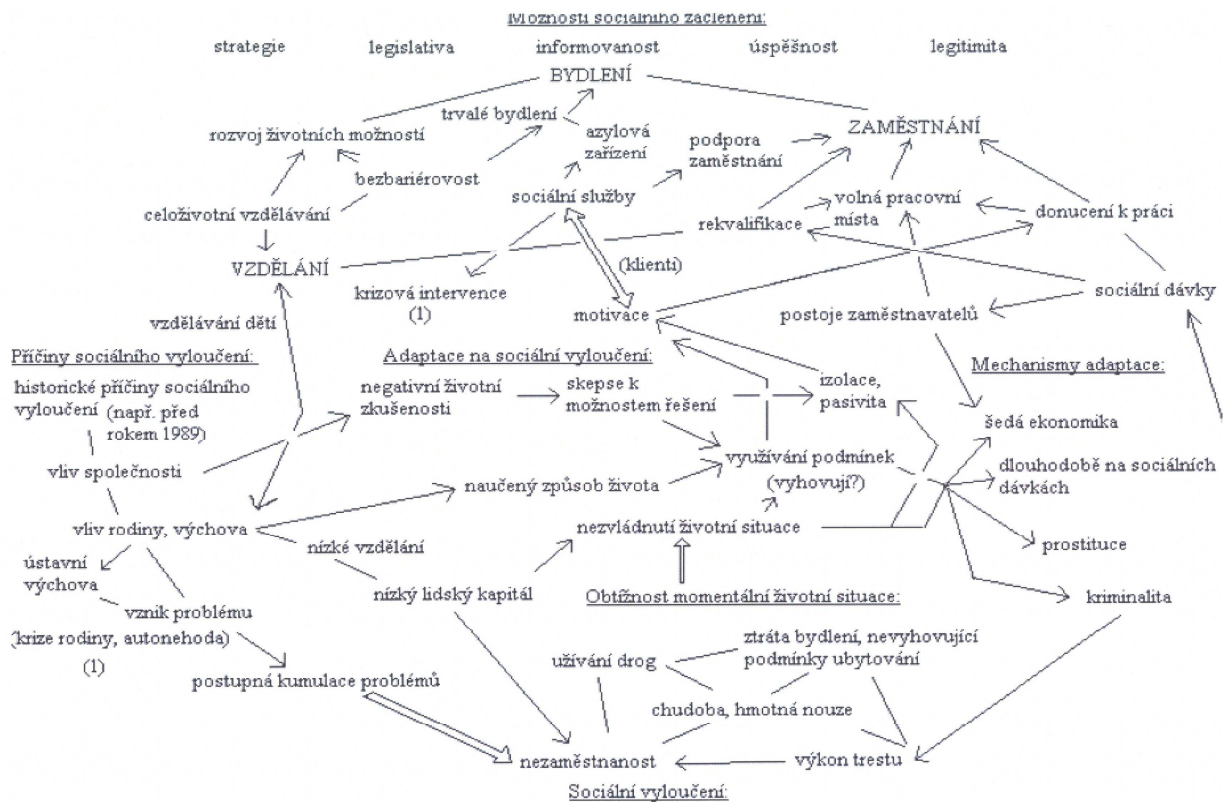 Možnosti sociálního začlenění:
strategie legislativa informovanost úspěšnost legitimita
BYDLENÍ
trvalé bydlení
rozvoj životních možností
azylová
zařízení
podpora
zaměstnání
ZAMĚSTNÁNÍ
bezbariérovost
sociální služby
volná pracovní
místa
celoživotní vzdělávání
rekvalifikace
donucení k práci
VZDĚLÁNÍ
(klienti)
krizová intervence
(1)
sociální dávky
motivace
postoje zaměstnavatelů
vzdělávání dětí
Příčiny sociálního vyloučení:
Adaptace na sociální vyloučení:
Mechanismy adaptace:
historické příčiny sociálního
vyloučení (např. před
rokem 1989)
negativní životní
zkušenosti
skepse k
možnostem řešení
izolace,
pasivita
šedá ekonomika
vliv společnosti
využívání podmínek
(vyhovují?)
dlouhodobě na sociálních
dávkách
naučený způsob života
vliv rodiny, výchova
nezvládnutí životní situace
nízké vzdělání
prostituce
ústavní
výchova
nízký lidský kapitál
Obtížnost momentální životní situace:
kriminalita
vznik problému
(krize rodiny, autonehoda)
(1)
ztráta bydlení, nevyhovující
podmínky ubytování
užívání drog
postupná kumulace problémů
chudoba, hmotná nouze
nezaměstnanost
výkon trestu
Sociální vyloučení: